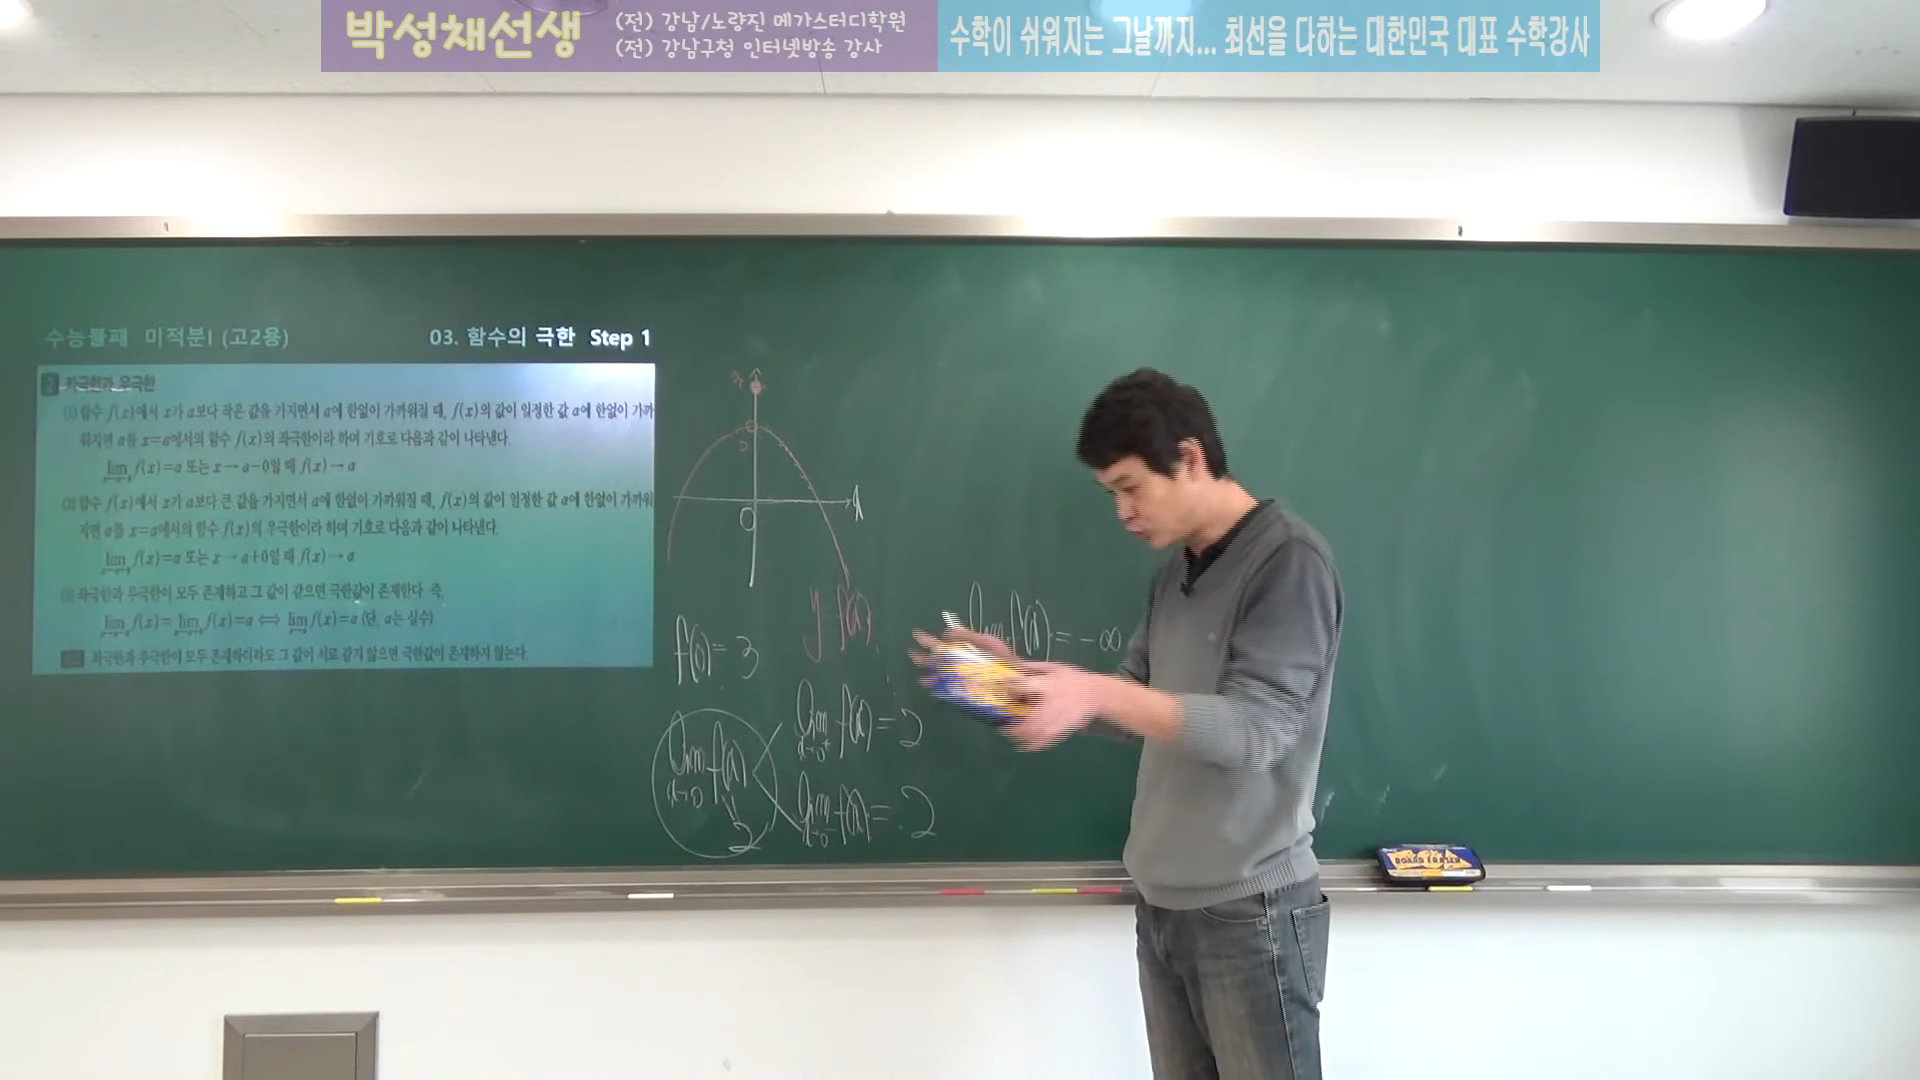 박성채선생
(전) 강남/노량진 메가스터디학원
(전) 강남구청 인터넷방송 강사
수학이 쉬워지는 그날까지... 최선을 다하는 대한민국 대표 수학강사
수능불패 미적분I (고2용)
03. 함수의 극한 Step 1
2 좌극한과 우극한
(1) 함수 f(x)에서 x가 a보다 작은 값을 가지면서 a에 한없이 가까워질 때, f(x)의 값이 일정한 값 α에 한없이 가까
워지면 α를 x=a에서의 함수 f(x)의 좌극한이라 하며 기호로 다음과 같이 나타낸다.
lim f(x)=α 또는 x→a-0일 때 f(x)→α
(2) 함수 f(x)에서 x가 a보다 큰 값을 가지면서 a에 한없이 가까워질 때, f(x)의 값이 일정한 값 α에 한없이 가까워
지면 α를 x=a에서의 함수 f(x)의 우극한이라 하며 기호로 다음과 같이 나타낸다.
lim f(x)=α 또는 x→a+0일 때 f(x)→α
(3) 좌극한과 우극한이 모두 존재하고 그 값이 같으면 극한값이 존재한다. 즉,
lim f(x)= lim f(x)=α ⟺ lim f(x)=α (단, α는 실수)
좌극한과 우극한이 모두 존재하더라도 그 값이 서로 같지 않으면 극한값이 존재하지 않는다.
3
2
O
x
y=f(x)
f(0)=3
lim f(x)=-∞
lim x→0 f(x)
=
2
lim x→0+ f(x)=2
lim x→0- f(x)=2
BOARD ERASER